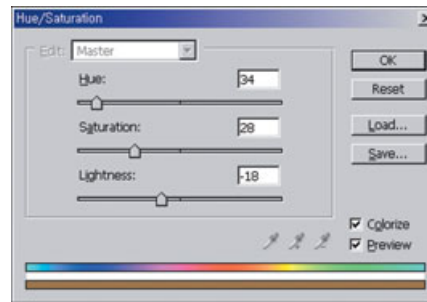 Hue/Saturation
Edit: Master
OK
Hue: 34
Reset
Saturation: 28
Load...
Save...
Lightness: -18
Colorize
Preview